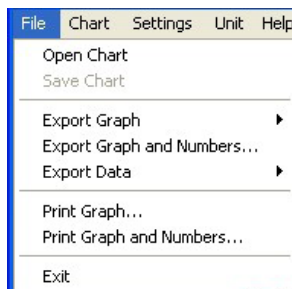 File Chart Settings Unit Help
Open Chart
Save Chart
Export Graph
Export Graph and Numbers...
Export Data
Print Graph...
Print Graph and Numbers...
Exit